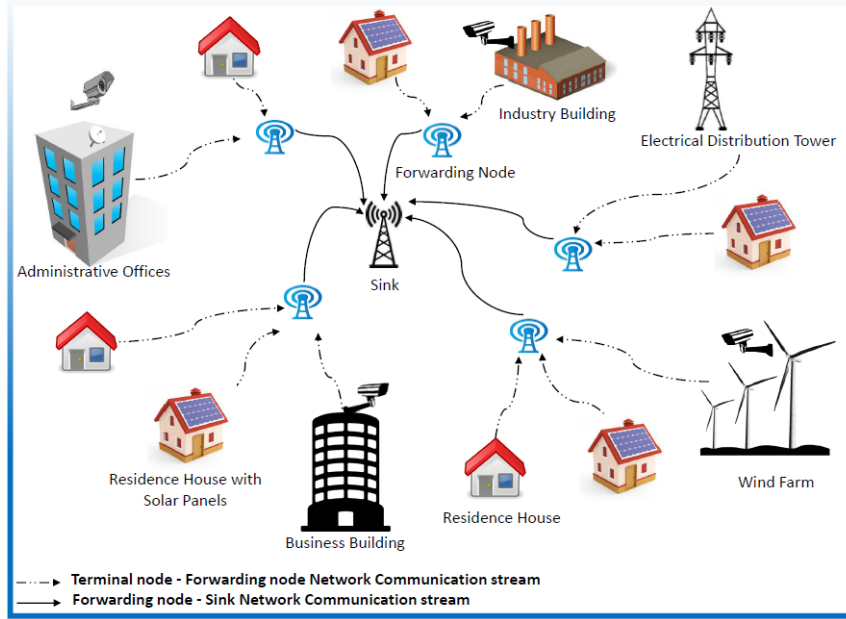 Industry Building
Electrical Distribution Tower
Forwarding Node
Administrative Offices
Sink
Residence House with
Solar Panels
Wind Farm
Residence House
Business Building
Terminal node - Forwarding node Network Communication stream
Forwarding node - Sink Network Communication stream